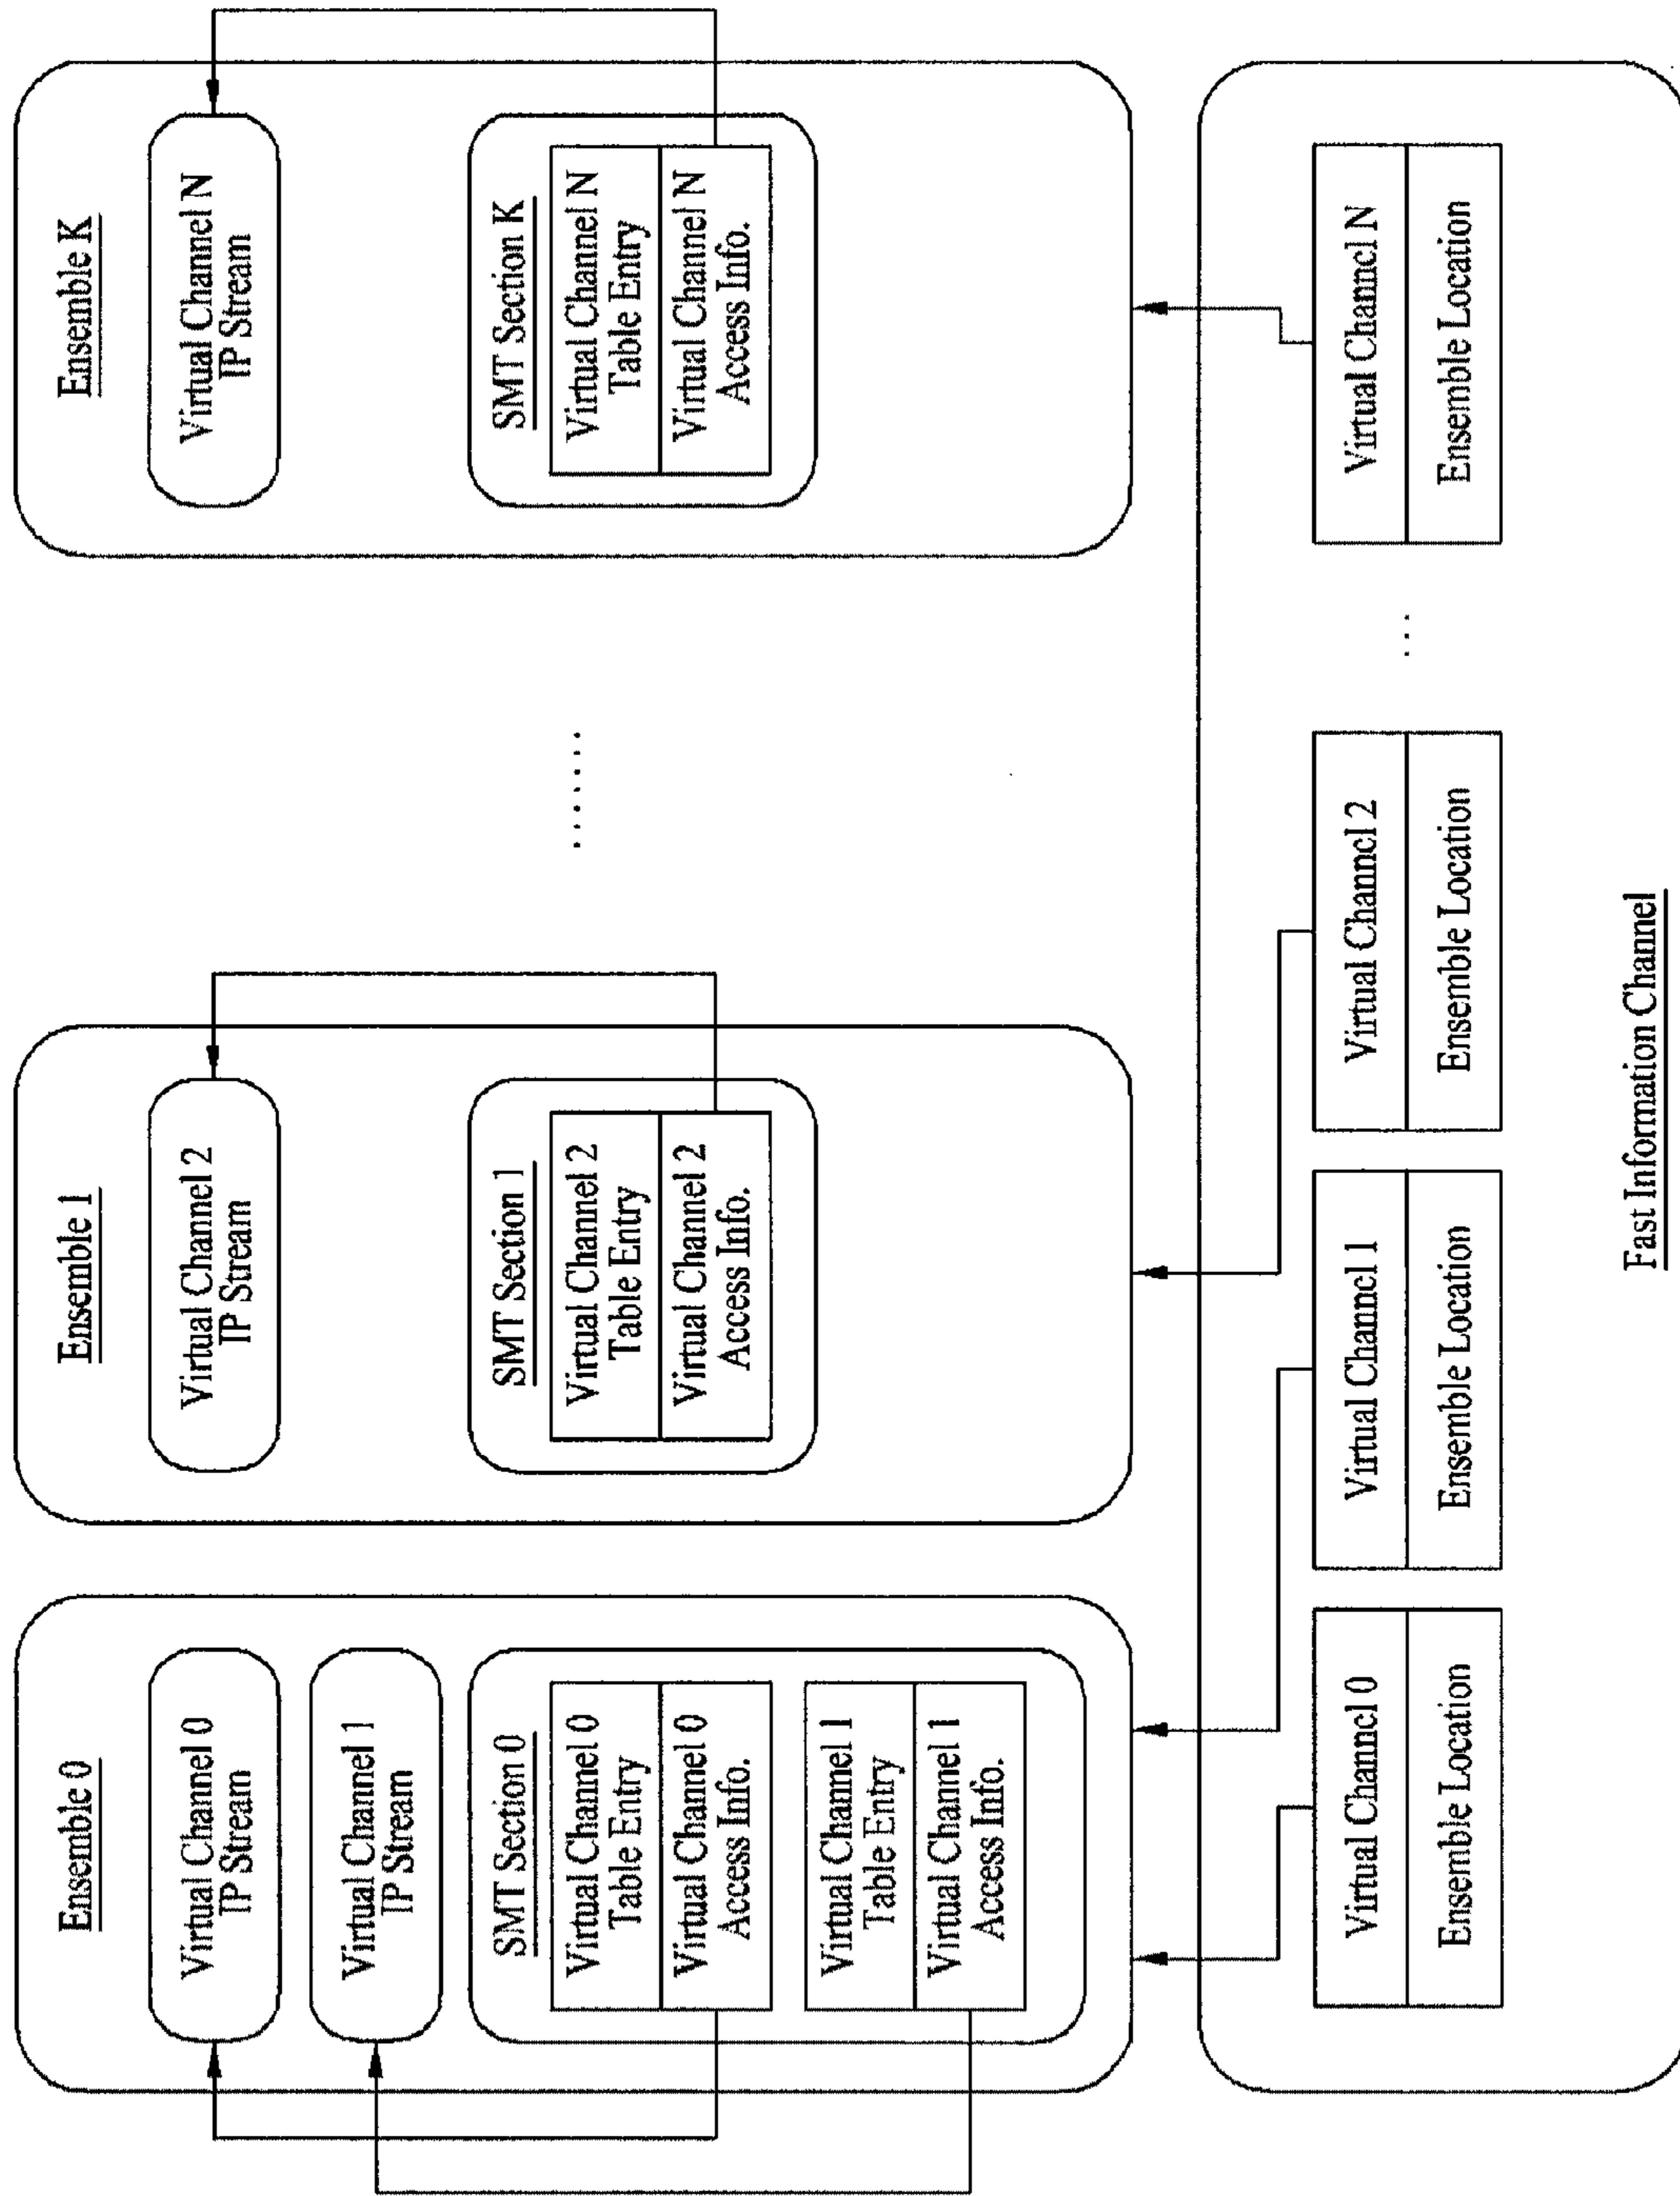 Ensemble 0
Virtual Channel 0
IP Stream
Virtual Channel 1
IP Stream
SMT Section 0
Virtual Channel 0
Table Entry
Virtual Channel 0
Access Info.
Virtual Channel 1
Table Entry
Virtual Channel 1
Access Info.
Ensemble 1
Virtual Channel 2
IP Stream
SMT Section 1
Virtual Channel 2
Table Entry
Virtual Channel 2
Access Info.
.......
Ensemble K
Virtual Channel N
IP Stream
SMT Section K
Virtual Channel N
Table Entry
Virtual Channel N
Access Info.
Virtual Channel 0
Ensemble Location
Virtual Channel 1
Ensemble Location
Virtual Channel 2
Ensemble Location
...
Virtual Channel N
Ensemble Location
Fast Information Channel